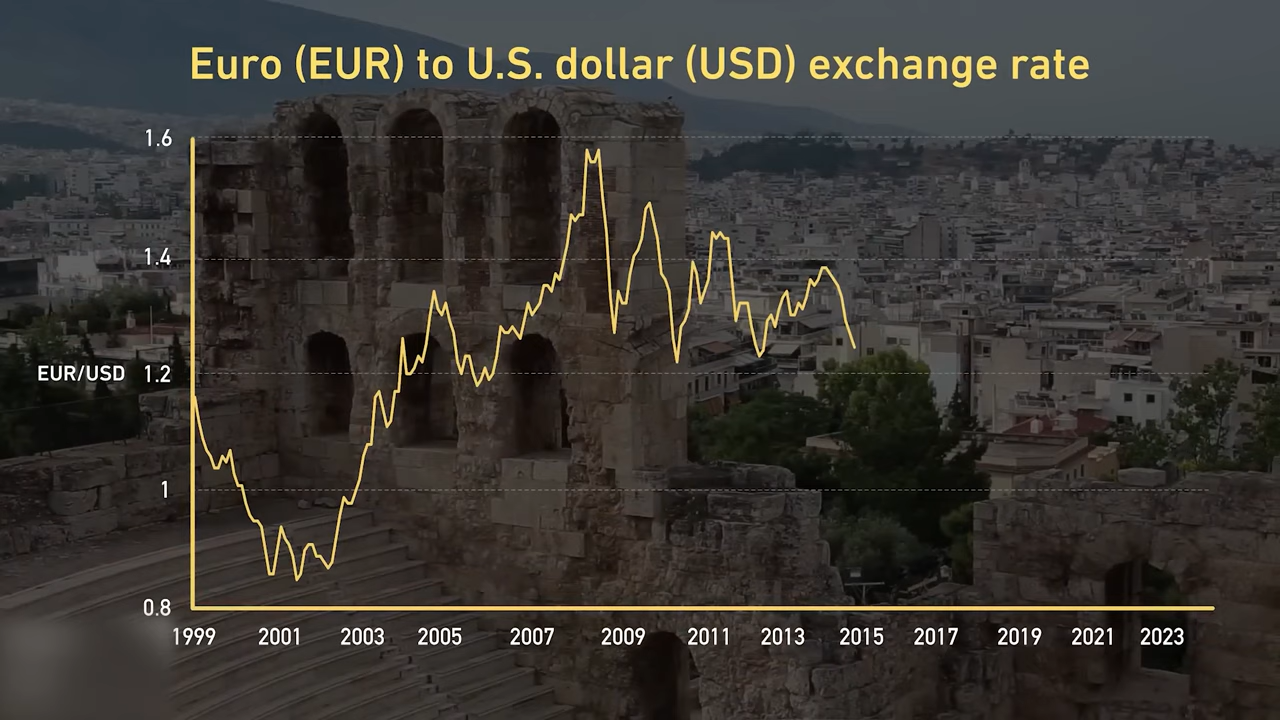 Euro (EUR) to U.S. dollar (USD) exchange rate
1.6
1.4
EUR/USD 1.2
1
0.8
1999 2001 2003 2005 2007 2009 2011 2013 2015 2017 2019 2021 2023